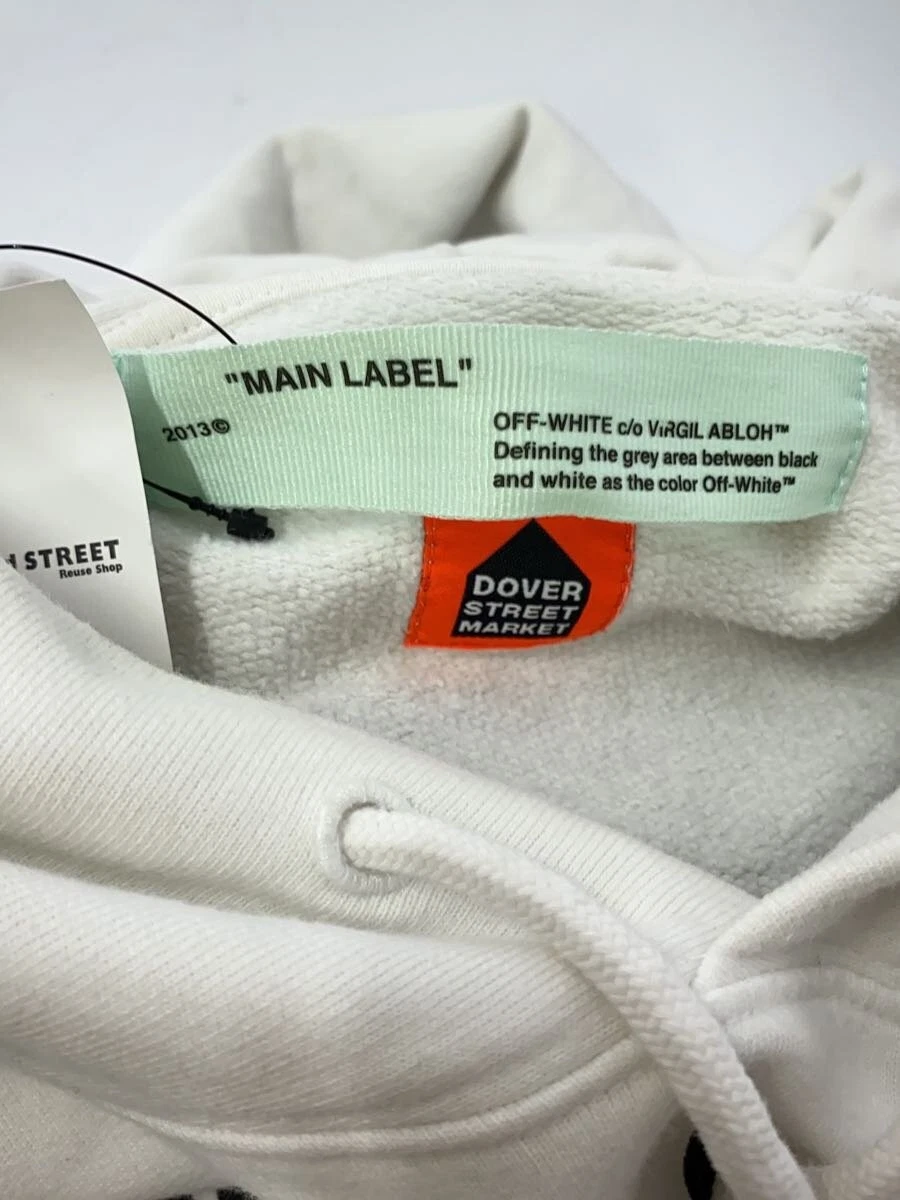 "MAIN LABEL"
2013©
OFF-WHITE c/o VIRGIL ABLOH™
Defining the grey area between black
and white as the color Off-White™
STREET
Reuse Shop
DOVER
STREET
MARKET